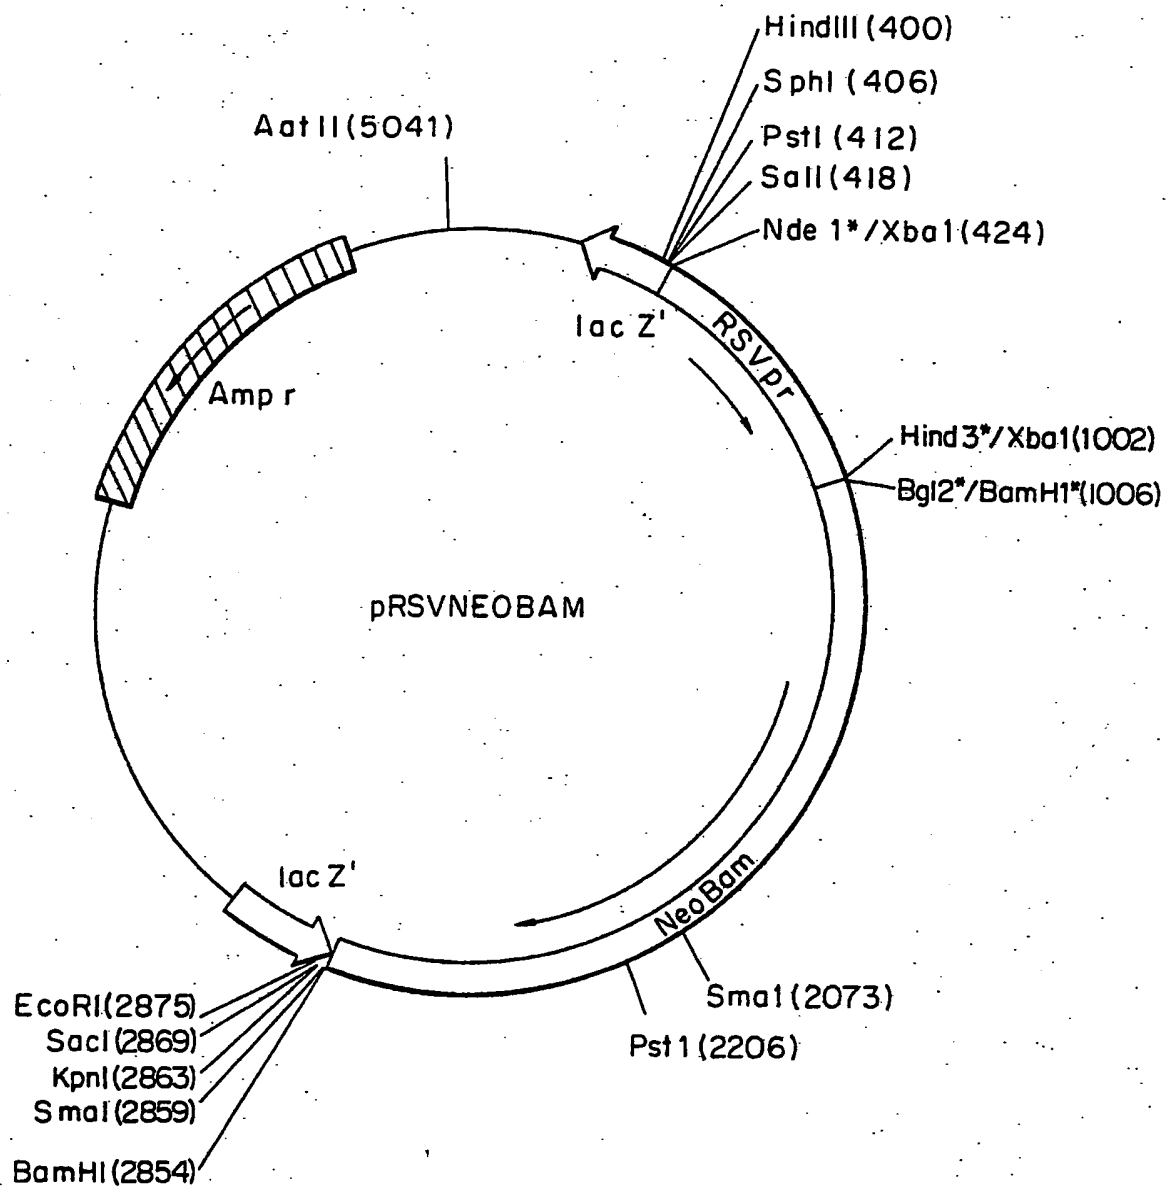 HindIII (400)
SphI (406)
Aat II (5041)
PstI (412)
SalI (418)
Nde 1*/Xba1 (424)
lac Z'
RSVpr
Amp r
Hind3*/Xba1(1002)
Bgl2*/BamH1*(1006)
pRSVNEOBAM
lac Z'
NeoBam
EcoRI(2875)
SacI(2869)
KpnI(2863)
SmaI(2859)
BamHI(2854)
Sma1(2073)
Pst1(2206)